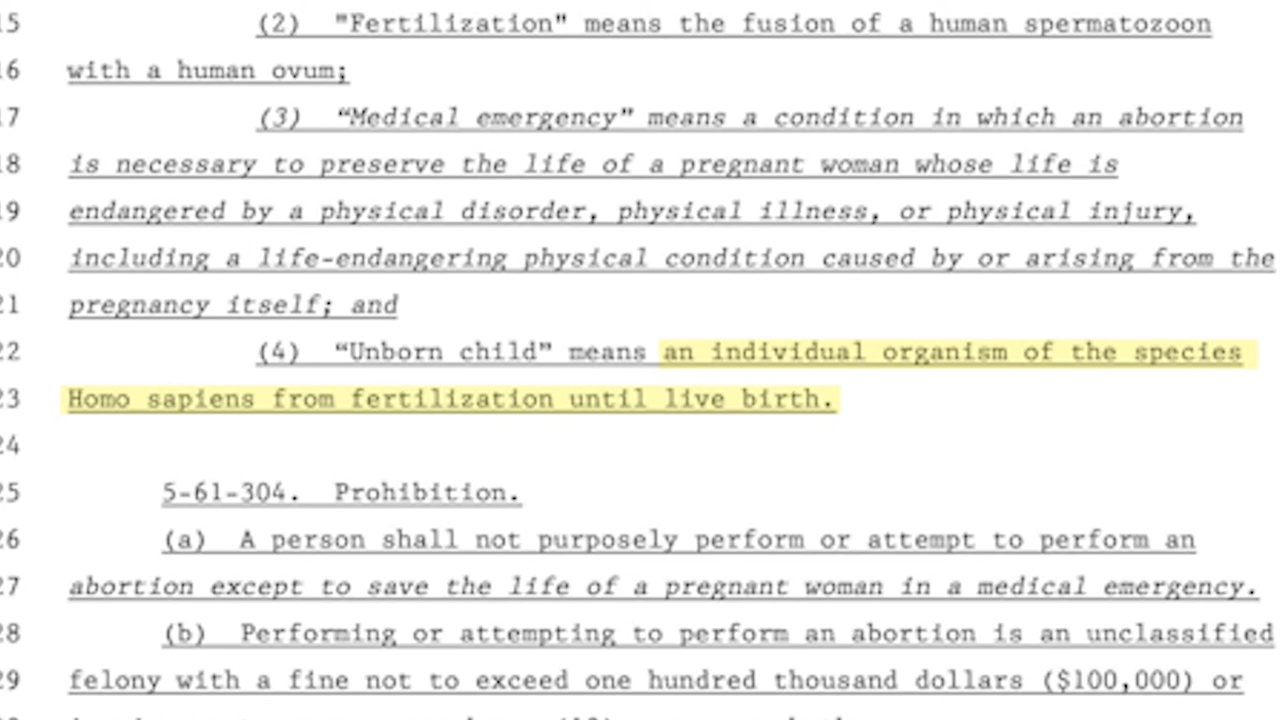 15 (2) "Fertilization" means the fusion of a human spermatozoon
16 with a human ovum;
17 (3) “Medical emergency” means a condition in which an abortion
18 is necessary to preserve the life of a pregnant woman whose life is
19 endangered by a physical disorder, physical illness, or physical injury,
20 including a life-endangering physical condition caused by or arising from the
21 pregnancy itself; and
22 (4) “Unborn child” means an individual organism of the species
23 Homo sapiens from fertilization until live birth.
24
25 5-61-304. Prohibition.
26 (a) A person shall not purposely perform or attempt to perform an
27 abortion except to save the life of a pregnant woman in a medical emergency.
28 (b) Performing or attempting to perform an abortion is an unclassified
29 felony with a fine not to exceed one hundred thousand dollars ($100,000) or